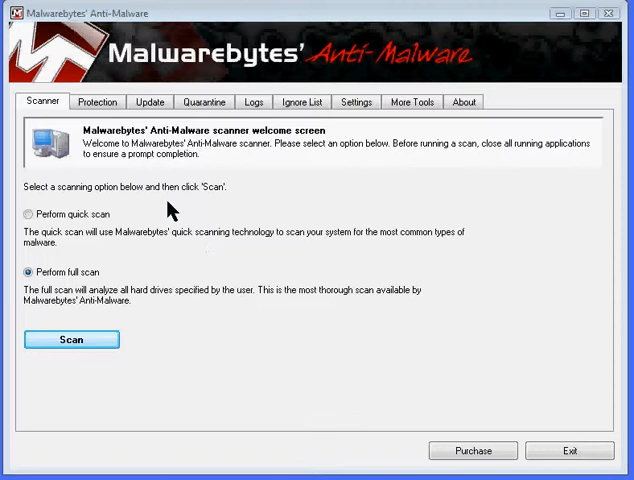 Malwarebytes' Anti-Malware
Malwarebytes' Anti-Malware
Scanner Protection Update Quarantine Logs Ignore List Settings More Tools About
Malwarebytes' Anti-Malware scanner welcome screen
Welcome to Malwarebytes' Anti-Malware scanner. Please select an option below. Before running a scan, close all running applications
to ensure a prompt completion.
Select a scanning option below and then click 'Scan'.
Perform quick scan
The quick scan will use Malwarebytes' quick scanning technology to scan your system for the most common types of
malware.
Perform full scan
The full scan will analyze all hard drives specified by the user. This is the most thorough scan available by
Malwarebytes' Anti-Malware.
Scan
Purchase Exit